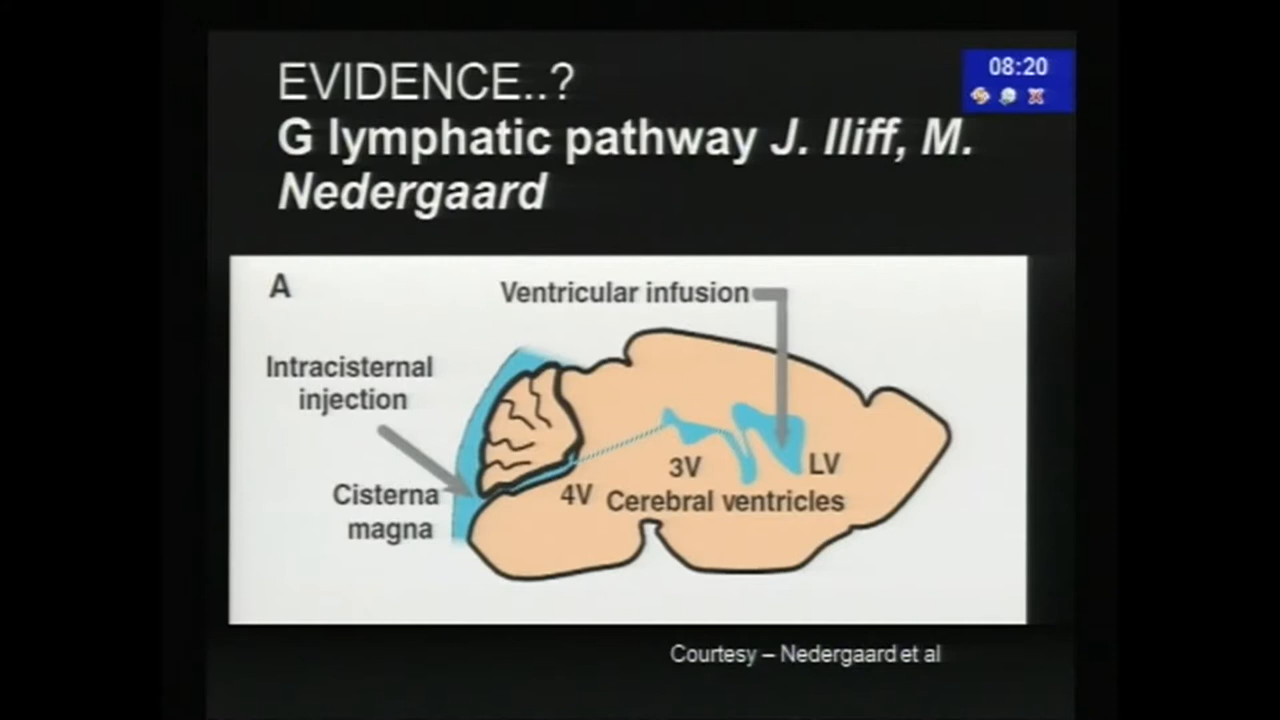 EVIDENCE..?
08:20
G lymphatic pathway J. Iliff, M.
Nedergaard
A
Ventricular infusion
Intracisternal
injection
Cisterna
magna
3V
LV
4V
Cerebral ventricles
Courtesy – Nedergaard et al